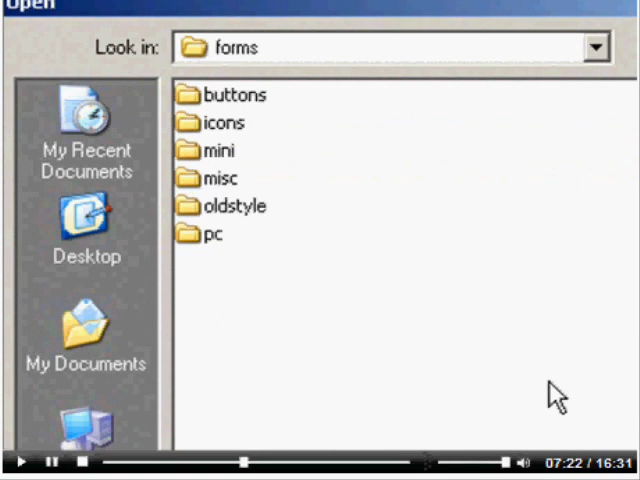 Open
Look in: forms
buttons
icons
mini
misc
oldstyle
pc
My Recent
Documents
Desktop
My Documents
07:22 / 16:31